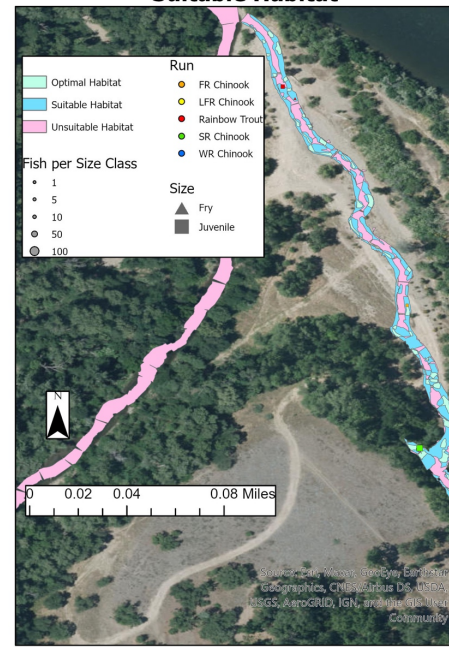 Suitable Habitat
Optimal Habitat
Suitable Habitat
Unsuitable Habitat
Fish per Size Class
1
5
10
50
100
Run
FR Chinook
LFR Chinook
Rainbow Trout
SR Chinook
WR Chinook
Size
Fry
Juvenile
N
0 0.02 0.04 0.08 Miles
Source: Esri, Maxar, GeoEye, Earthstar
Geographics, CNES/Airbus DS, USDA,
USGS, AeroGRID, IGN, and the GIS User
Community